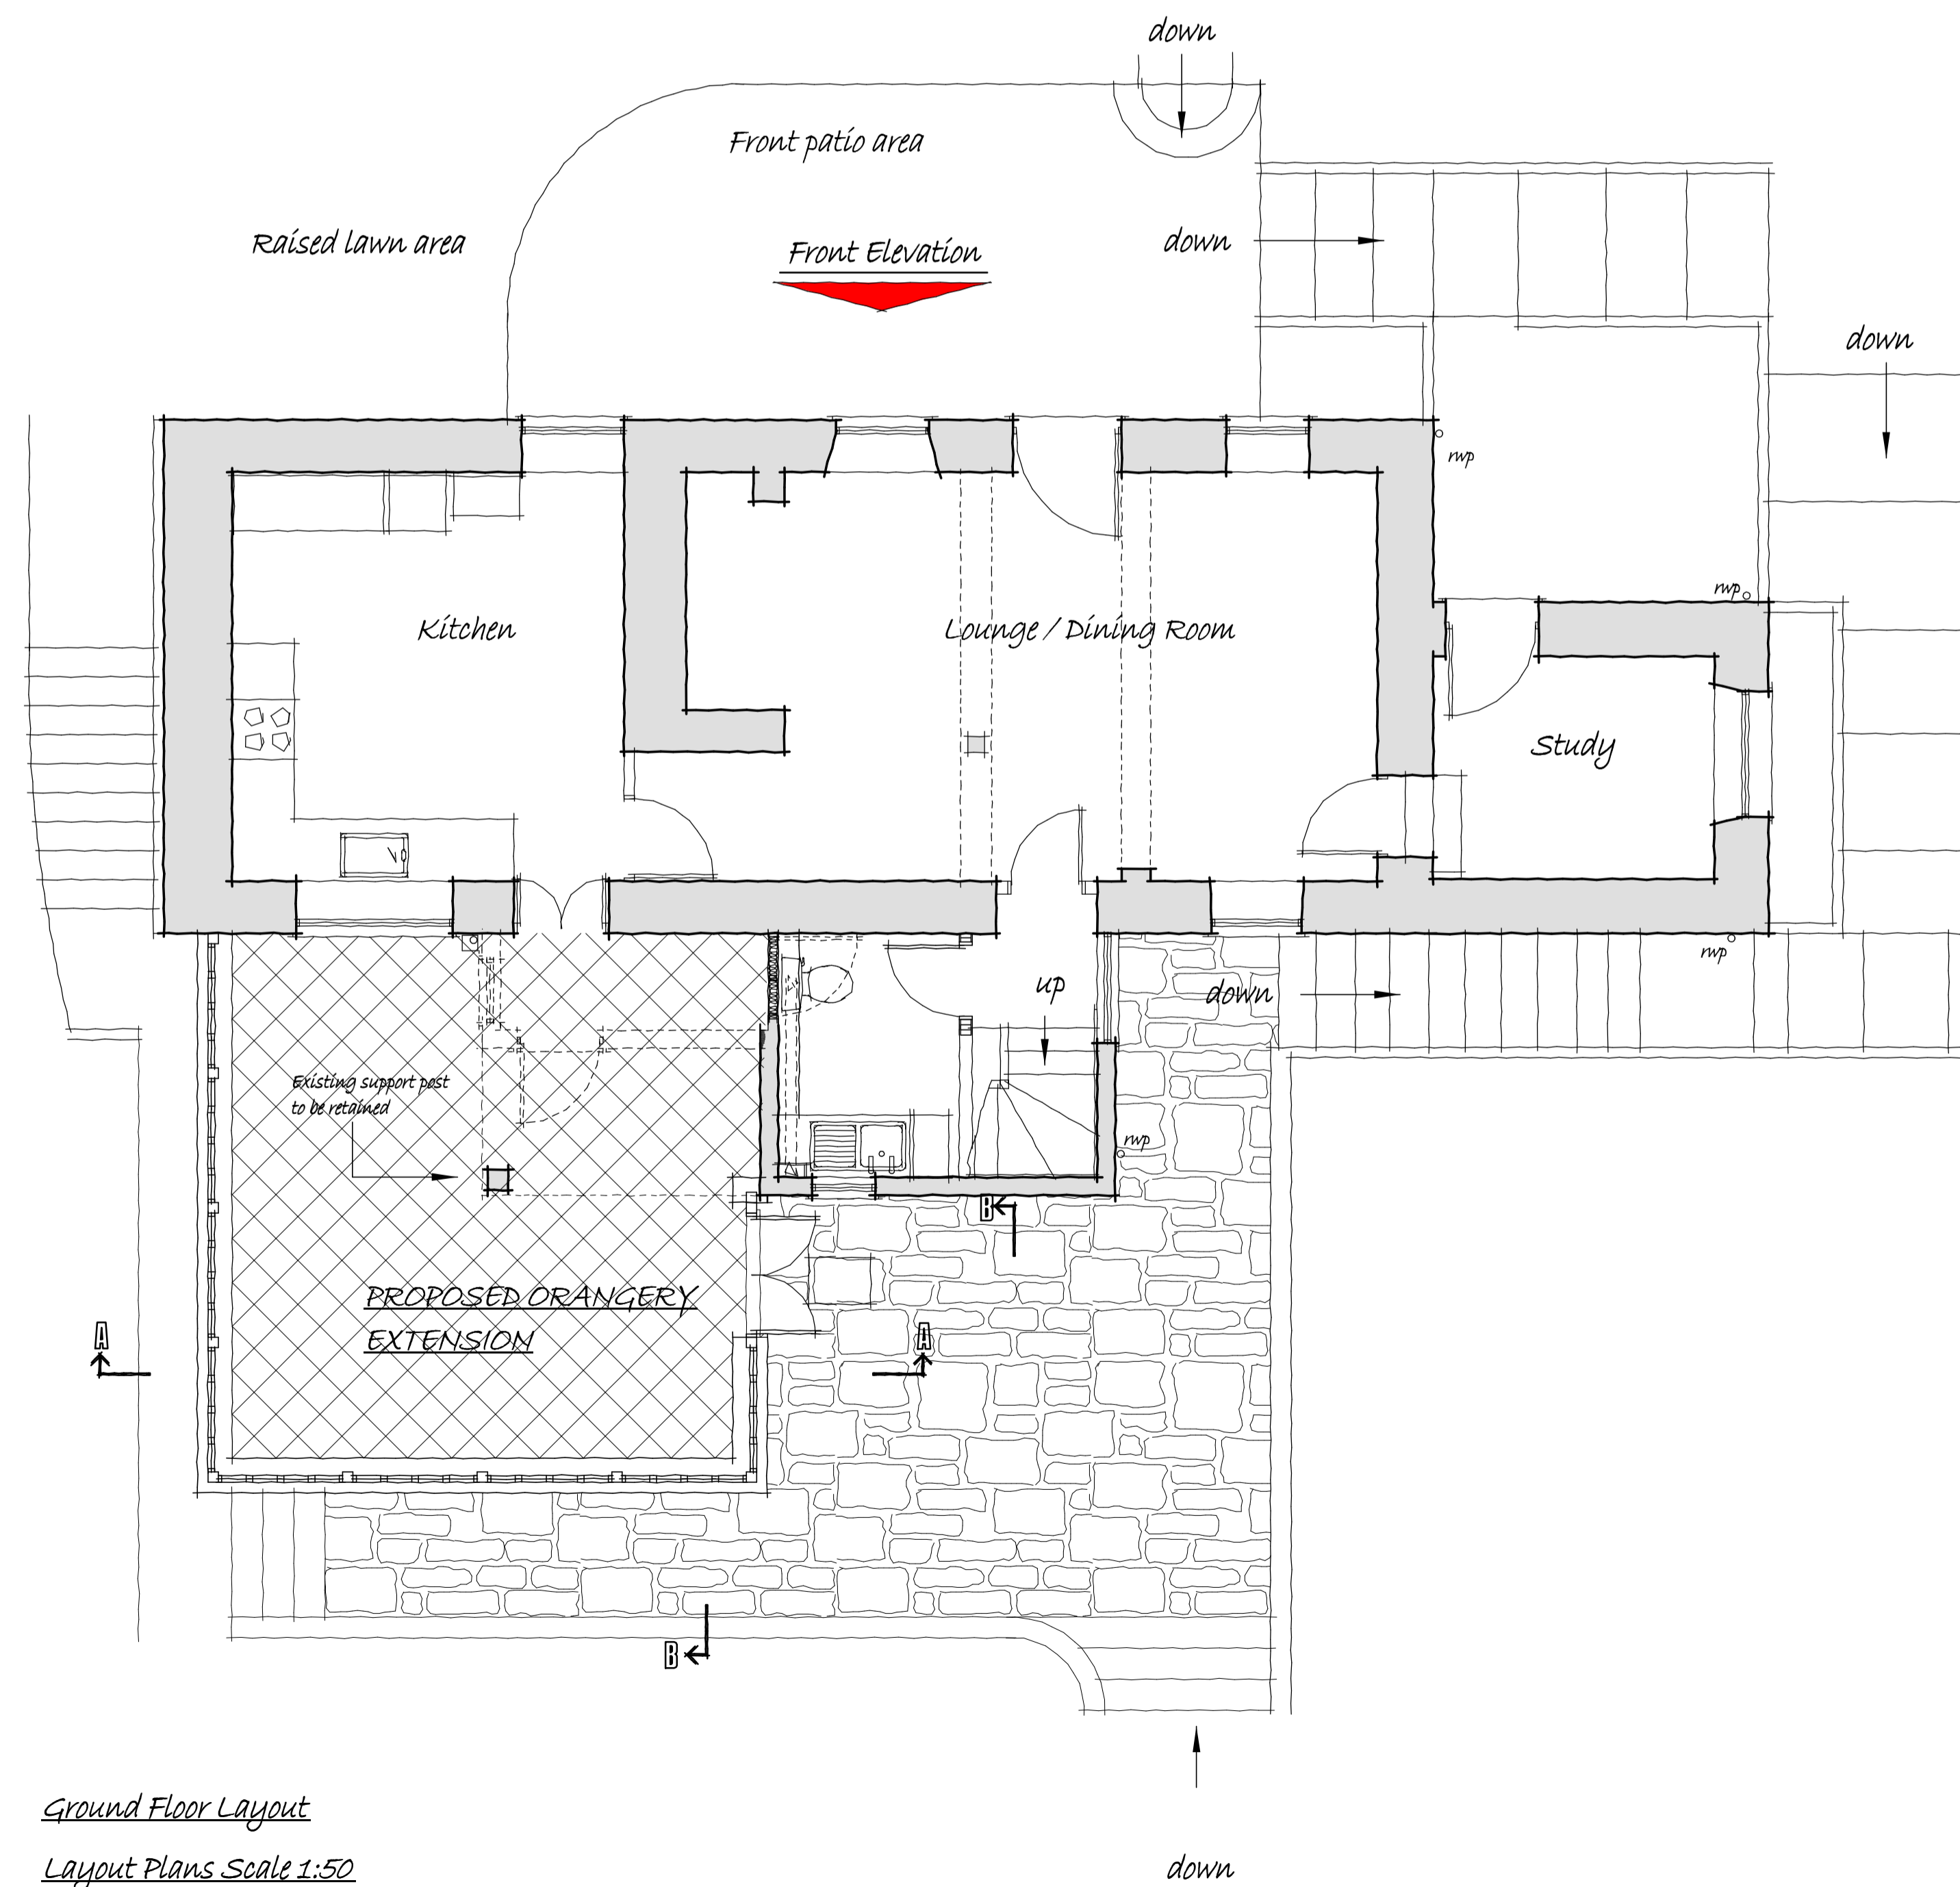 down
Front patio area
Raised lawn area
Front Elevation
down
down
rwp
rwp
Kitchen
Lounge / Dining Room
Study
rwp
up
down
Existing support post
to be retained
rwp
B
PROPOSED ORANGERY
EXTENSION
A
A
B
Ground Floor Layout
Layout Plans Scale 1:50
down